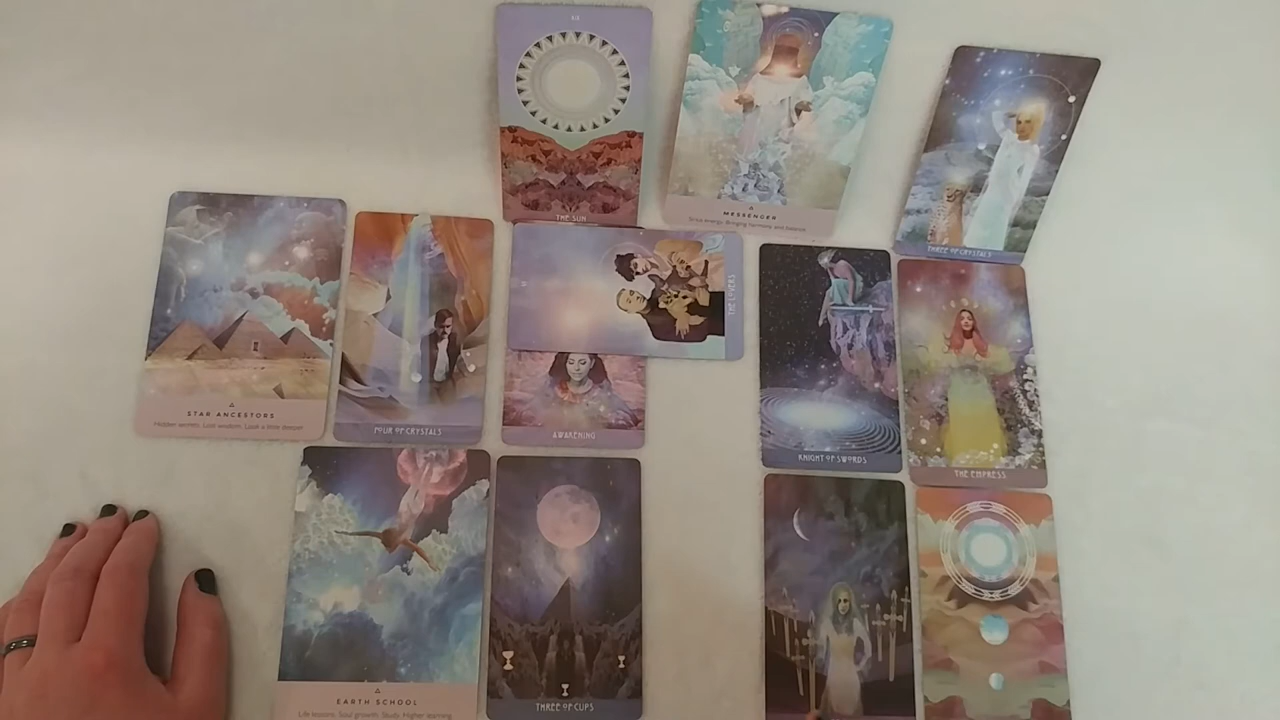 THE SUN
MESSENGER
Sirius energy. Bringing harmony and balance.
THREE OF CRYSTALS
STAR ANCESTORS
Hidden secrets. Lost wisdom. Look a little deeper.
FOUR OF CRYSTALS
THE LOVERS
AWAKENING
KNIGHT OF SWORDS
THE EMPRESS
EARTH SCHOOL
Life lessons. Soul growth. Study. Higher learning.
THREE OF CUPS